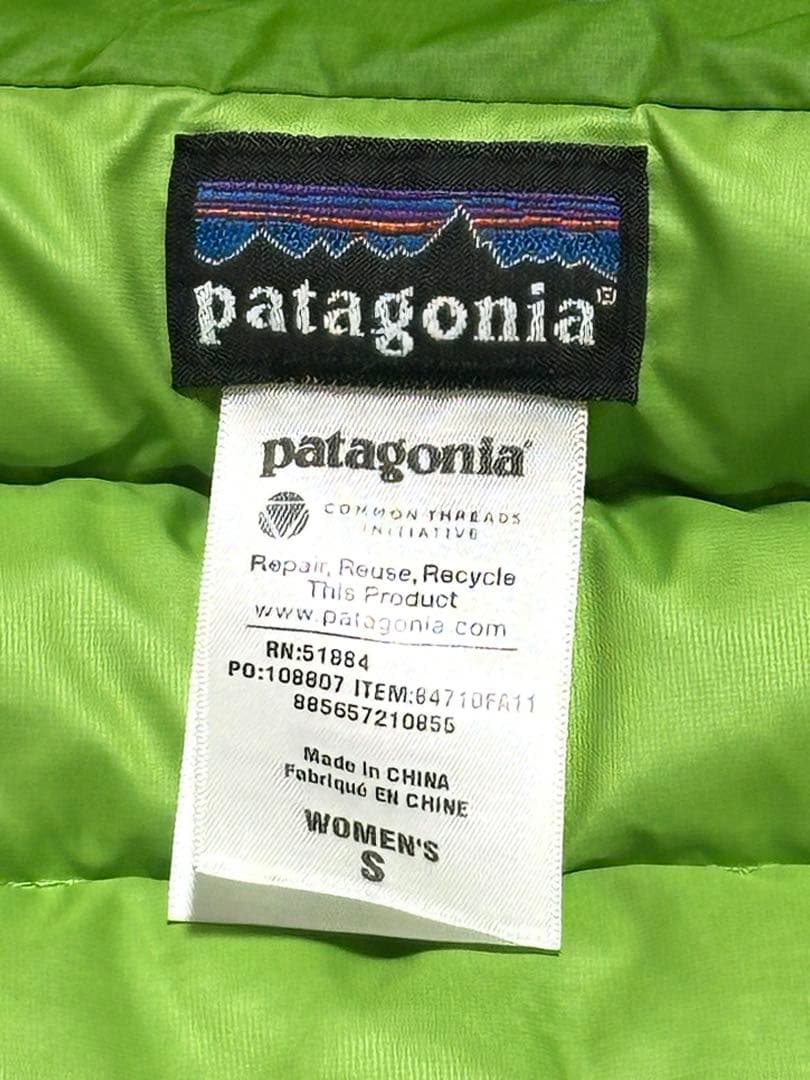 patagonia®
patagonia®
COMMON THREADS
INITIATIVE
Repair, Reuse, Recycle
This Product
www.patagonia.com
RN:51884
PO:108807 ITEM:84710FA11
885657210856
Made in CHINA
Fabriqué EN CHINE
WOMEN'S
S